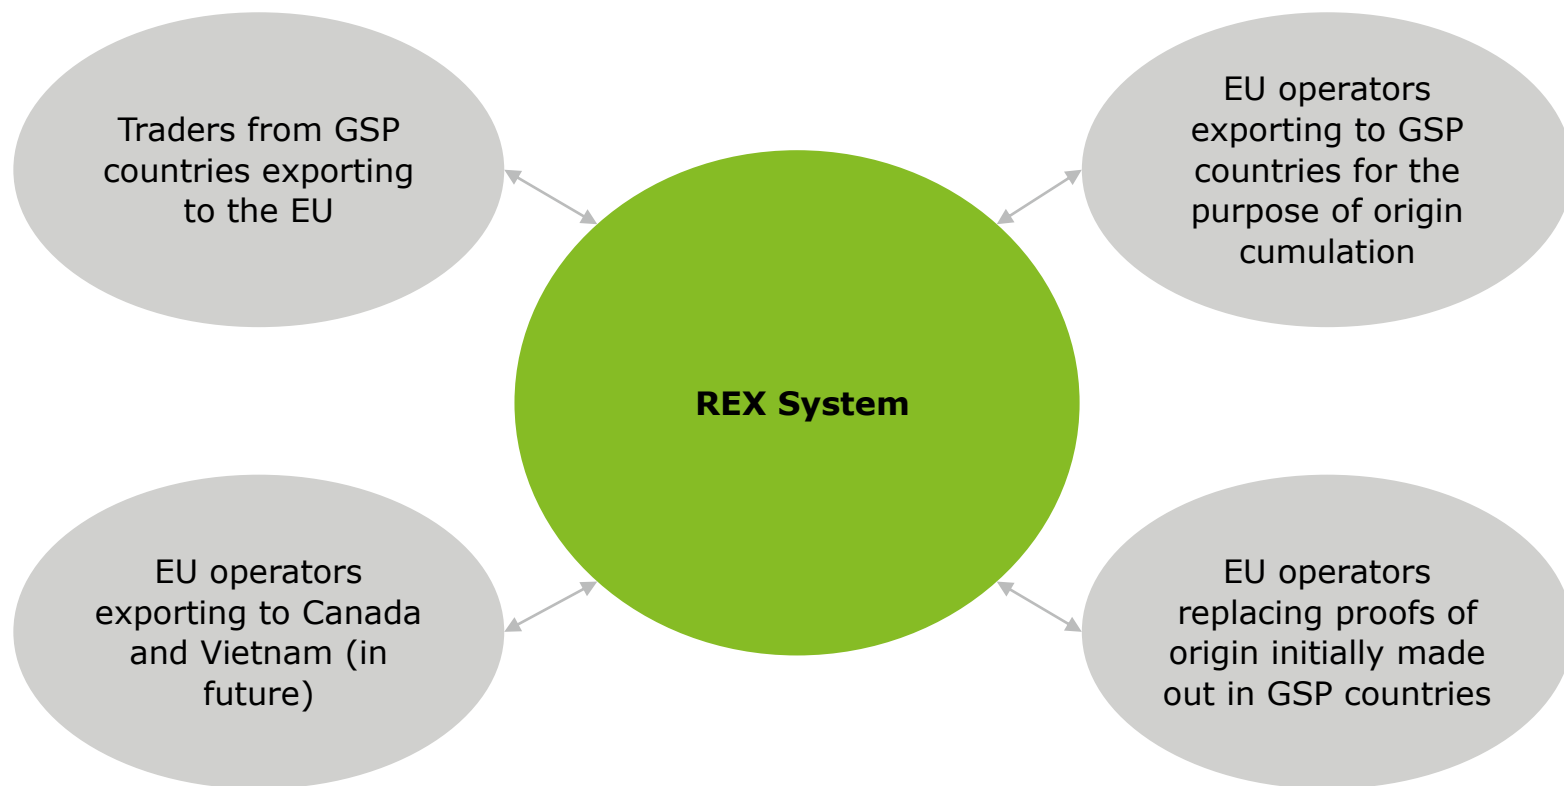 Traders from GSP
countries exporting
to the EU
EU operators
exporting to GSP
countries for the
purpose of origin
cumulation
REX System
EU operators
exporting to Canada
and Vietnam (in
future)
EU operators
replacing proofs of
origin initially made
out in GSP countries